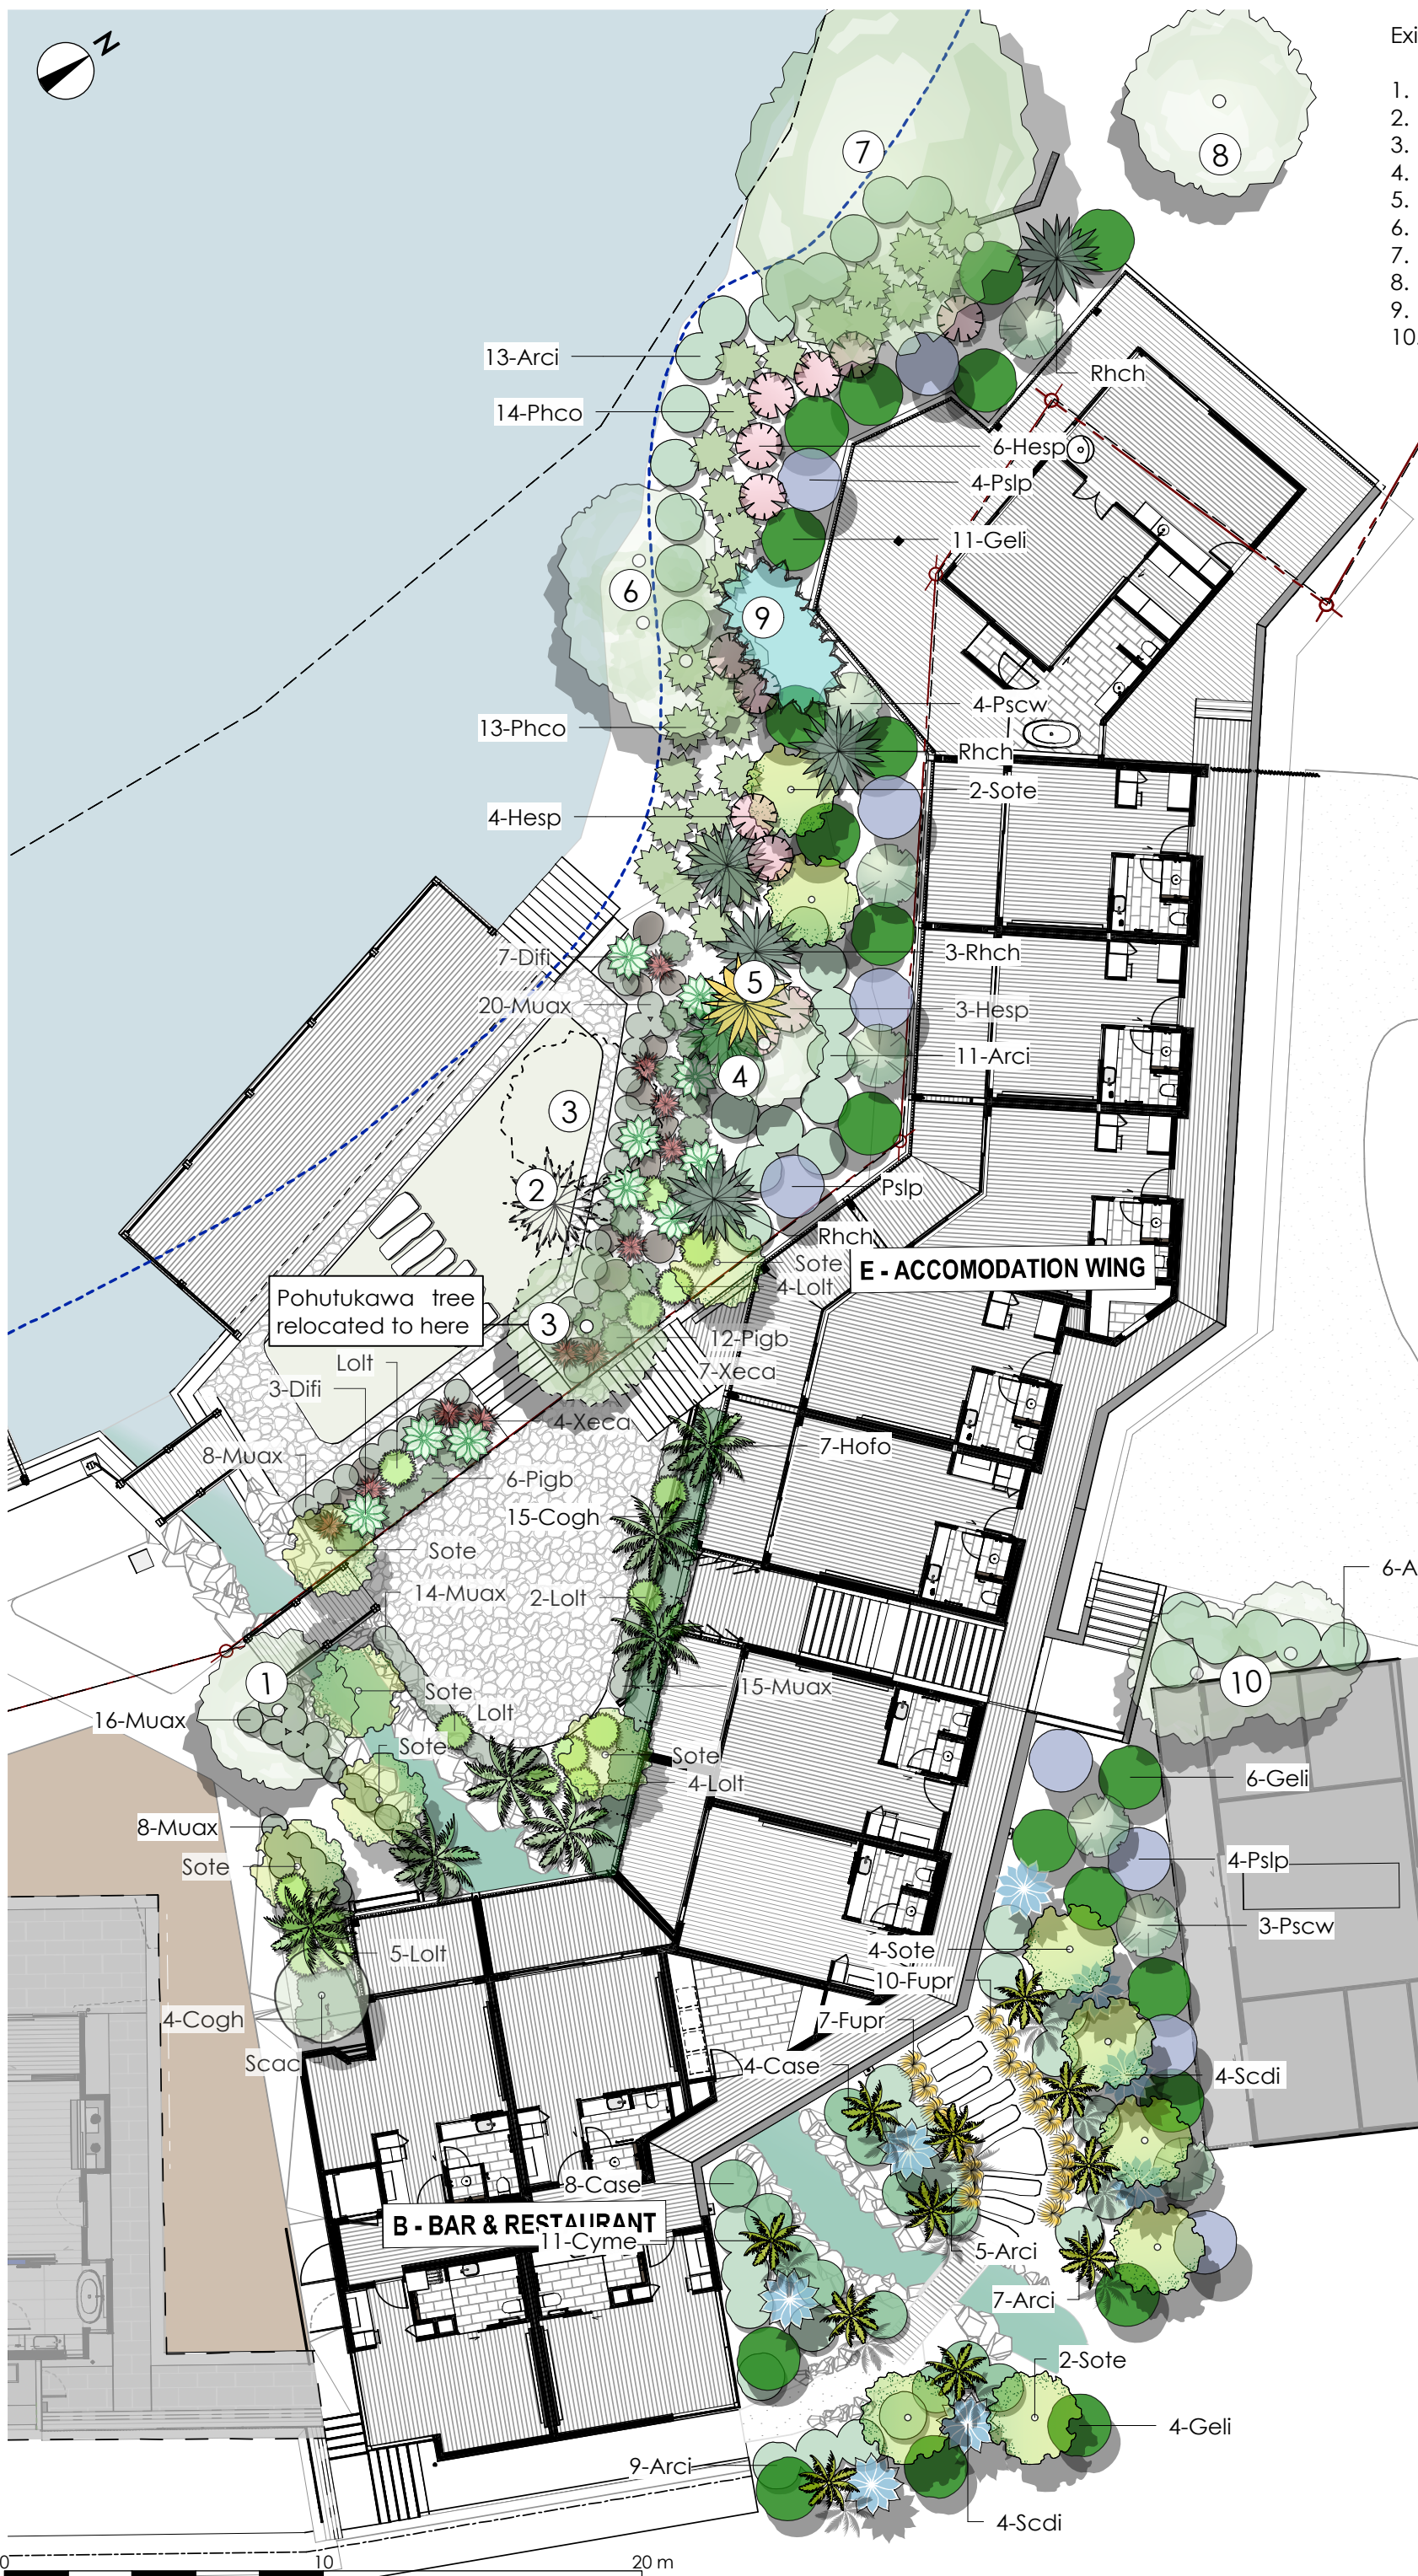 N
Exi
1.
2.
3.
4.
5.
6.
7.
8.
9.
10.
7
8
13-Arci
Rhch
14-Phco
6-Hesp
4-Pslp
11-Geli
6
9
4-Pscw
13-Phco
Rhch
2-Sote
4-Hesp
7-Difi
3-Rhch
5
20-Muax
3-Hesp
11-Arci
4
3
2
Pslp
Rhch
Sote
E - ACCOMODATION WING
4-Lolt
Pohutukawa tree
relocated to here
3
12-Pigb
Lolt
7-Xeca
3-Difi
4-Xeca
8-Muax
7-Hofo
6-Pigb
15-Cogh
Sote
6-A
14-Muax
2-Lolt
1
10
Sote
15-Muax
Lolt
16-Muax
Sote
Sote
4-Lolt
6-Geli
8-Muax
4-Pslp
Sote
3-Pscw
5-Lolt
4-Sote
10-Fupr
4-Cogh
7-Fupr
Scac
4-Case
4-Scdi
8-Case
B - BAR & RESTAURANT
11-Cyme
5-Arci
7-Arci
2-Sote
4-Geli
9-Arci
4-Scdi
0
10
20 m